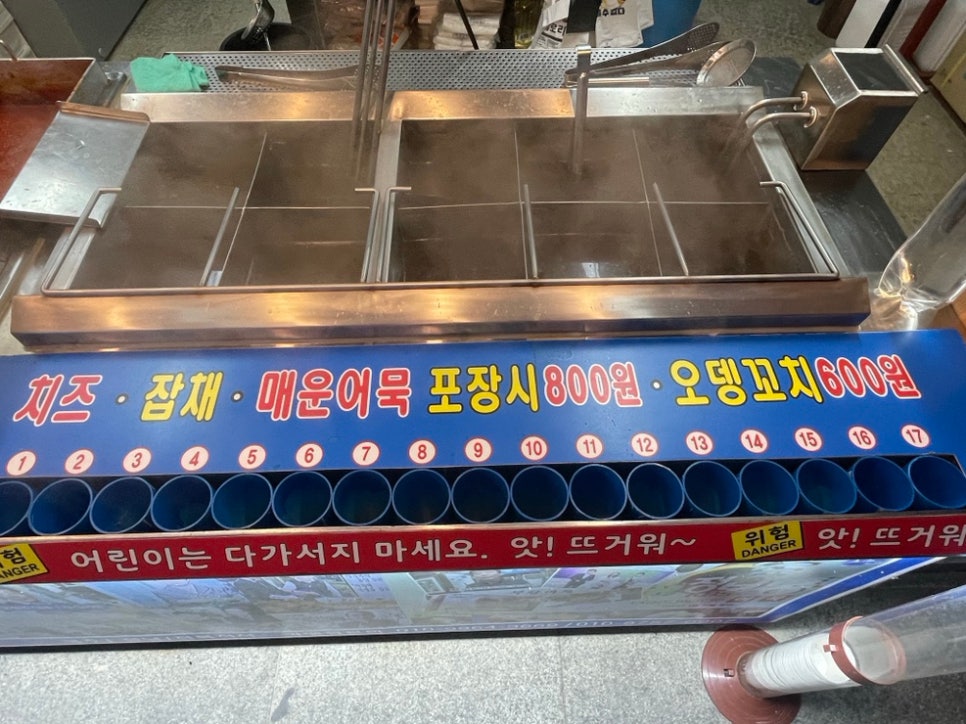 치즈 · 잡채 · 매운어묵 포장시800원 · 오뎅꼬치600원
1 2 3 4 5 6 7 8 9 10 11 12 13 14 15 16 17
위험 DANGER 어린이는 다가서지 마세요. 앗! 뜨거워~ 위험 DANGER 앗! 뜨거워